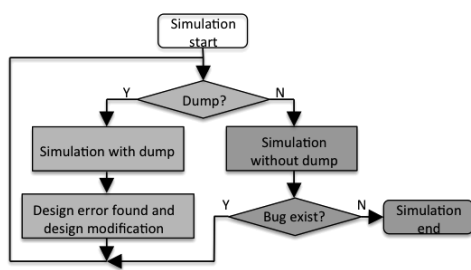 Simulation
start
Y
Dump?
N
Simulation with dump
Simulation
without dump
Design error found and
design modification
Y
Bug exist?
N
Simulation
end